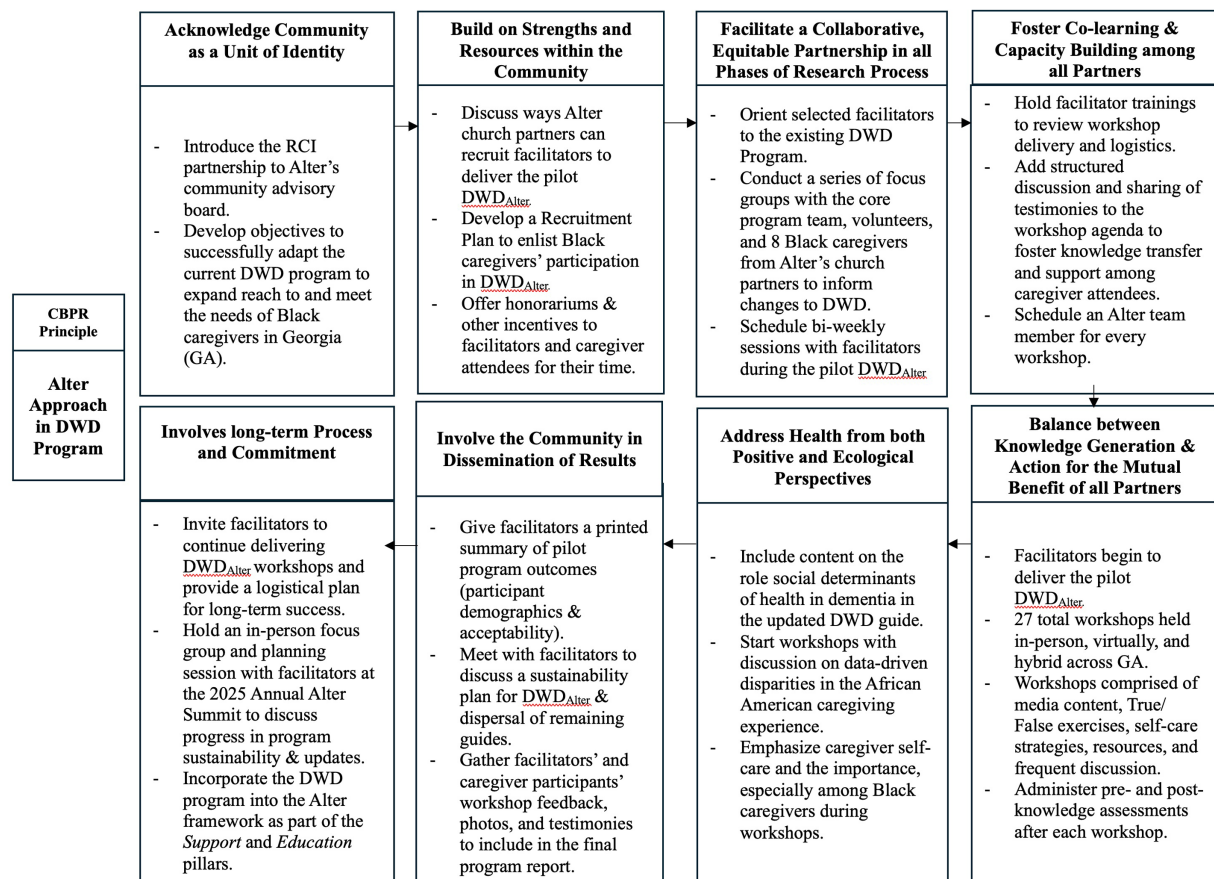 CBPR
Principle
Alter
Approach
in DWD
Program
Acknowledge Community
as a Unit of Identity
- Introduce the RCI
partnership to Alter’s
community advisory
board.
- Develop objectives to
successfully adapt the
current DWD program to
expand reach to and meet
the needs of Black
caregivers in Georgia
(GA).
Build on Strengths and
Resources within the
Community
- Discuss ways Alter
church partners can
recruit facilitators to
deliver the pilot
DWDAlter.
- Develop a Recruitment
Plan to enlist Black
caregivers’ participation
in DWDAlter.
- Offer honorariums &
other incentives to
facilitators and caregiver
attendees for their time.
Facilitate a Collaborative,
Equitable Partnership in all
Phases of Research Process
- Orient selected facilitators
to the existing DWD
Program.
- Conduct a series of focus
groups with the core
program team, volunteers,
and 8 Black caregivers
from Alter’s church
partners to inform
changes to DWD.
- Schedule bi-weekly
sessions with facilitators
during the pilot DWDAlter
Foster Co-learning &
Capacity Building among
all Partners
- Hold facilitator trainings
to review workshop
delivery and logistics.
- Add structured
discussion and sharing of
testimonies to the
workshop agenda to
foster knowledge transfer
and support among
caregiver attendees.
- Schedule an Alter team
member for every
workshop.
Balance between
Knowledge Generation &
Action for the Mutual
Benefit of all Partners
- Facilitators begin to
deliver the pilot
DWDAlter.
- 27 total workshops held
in-person, virtually, and
hybrid across GA.
- Workshops comprised of
media content, True/
False exercises, self-care
strategies, resources, and
frequent discussion.
- Administer pre- and post-
knowledge assessments
after each workshop.
Address Health from both
Positive and Ecological
Perspectives
- Include content on the
role social determinants
of health in dementia in
the updated DWD guide.
- Start workshops with
discussion on data-driven
disparities in the African
American caregiving
experience.
- Emphasize caregiver self-
care and the importance,
especially among Black
caregivers during
workshops.
Involve the Community in
Dissemination of Results
- Give facilitators a printed
summary of pilot
program outcomes
(participant
demographics &
acceptability).
- Meet with facilitators to
discuss a sustainability
plan for DWDAlter &
dispersal of remaining
guides.
- Gather facilitators’ and
caregiver participants’
workshop feedback,
photos, and testimonies
to include in the final
program report.
Involves long-term Process
and Commitment
- Invite facilitators to
continue delivering
DWDAlter workshops and
provide a logistical plan
for long-term success.
- Hold an in-person focus
group and planning
session with facilitators at
the 2025 Annual Alter
Summit to discuss
progress in program
sustainability & updates.
- Incorporate the DWD
program into the Alter
framework as part of the
Support and Education
pillars.